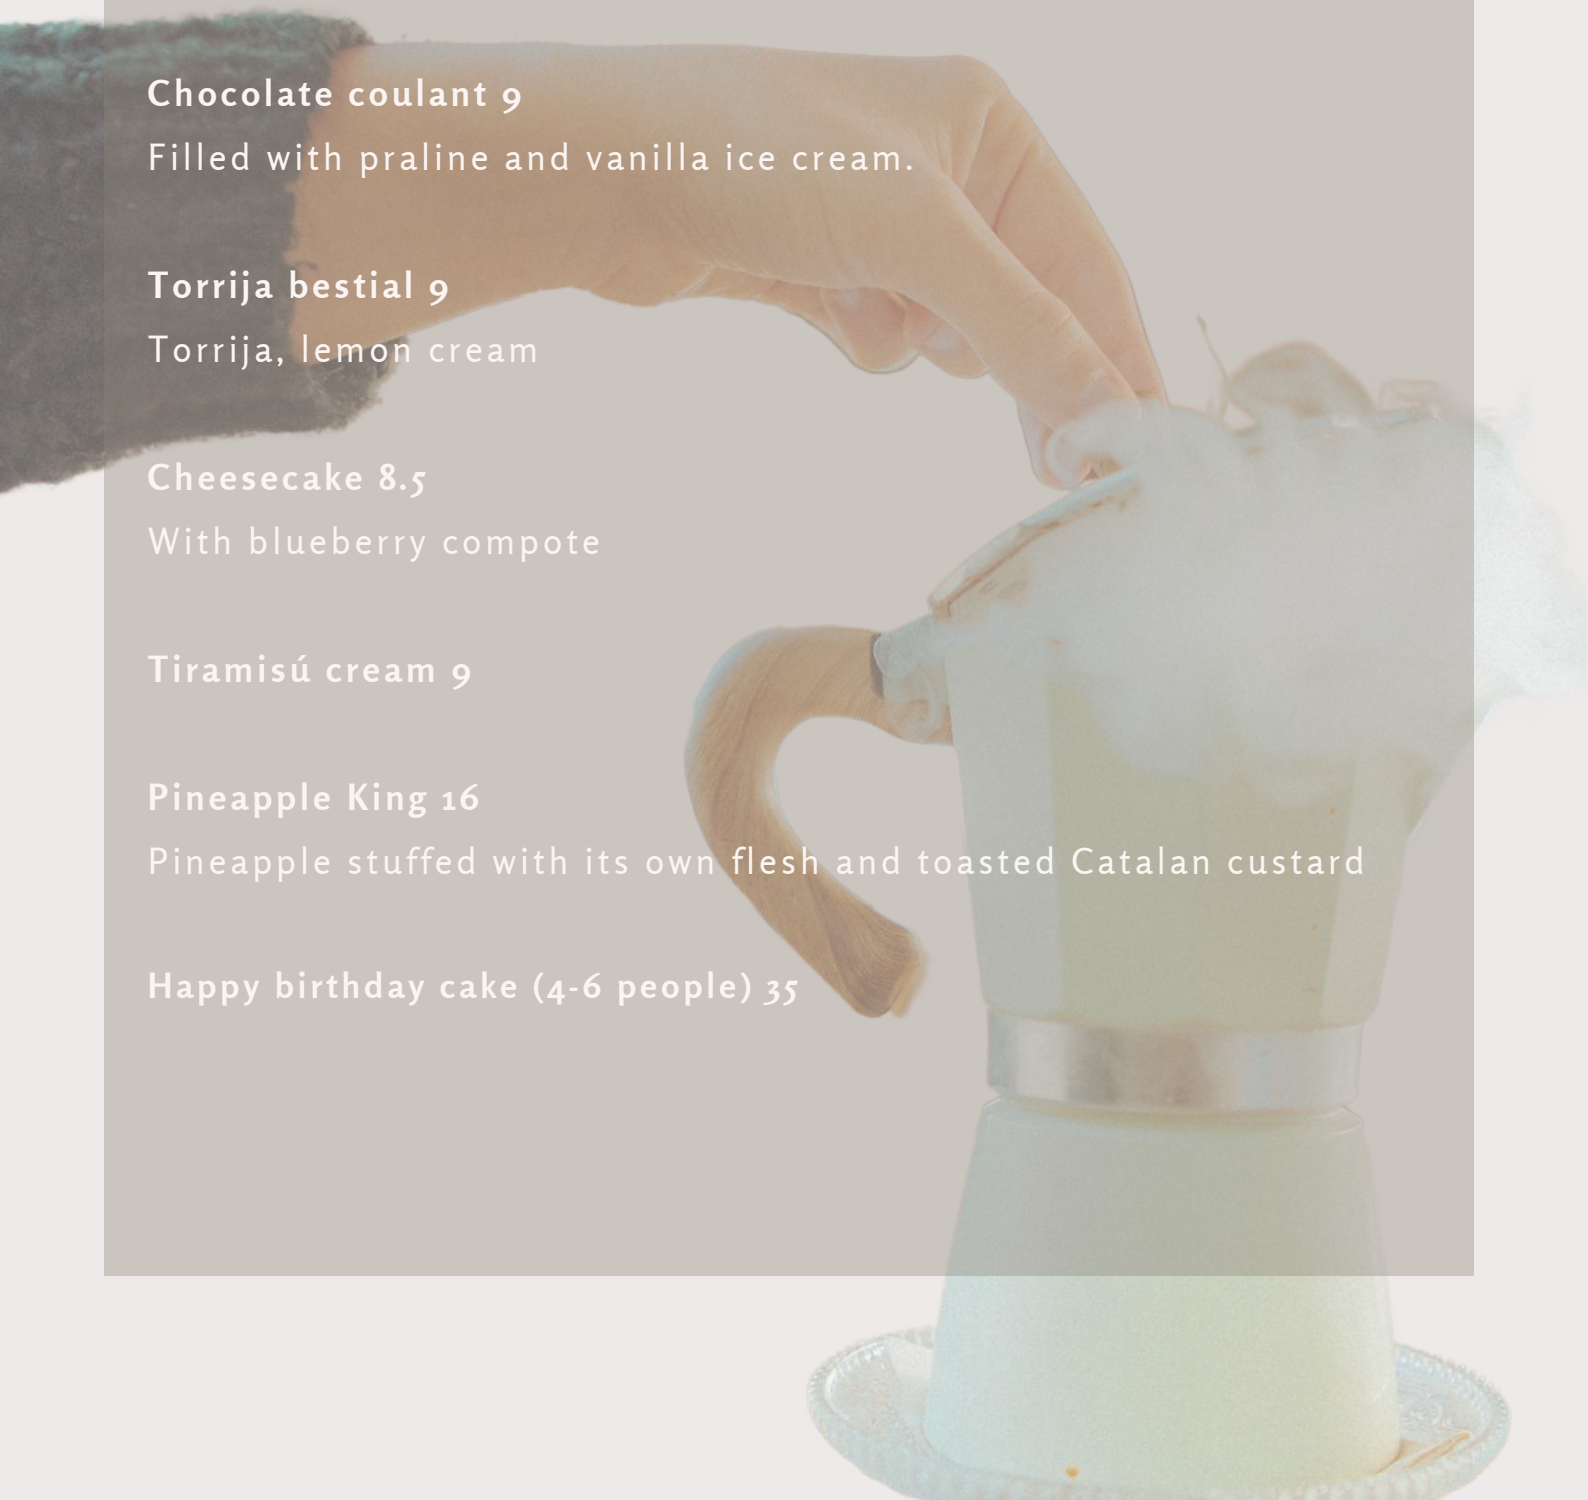 Chocolate coulant 9
Filled with praline and vanilla ice cream.
Torrija bestial 9
Torrija, lemon cream
Cheesecake 8.5
With blueberry compote
Tiramisú cream 9
Pineapple King 16
Pineapple stuffed with its own flesh and toasted Catalan custard
Happy birthday cake (4-6 people) 35